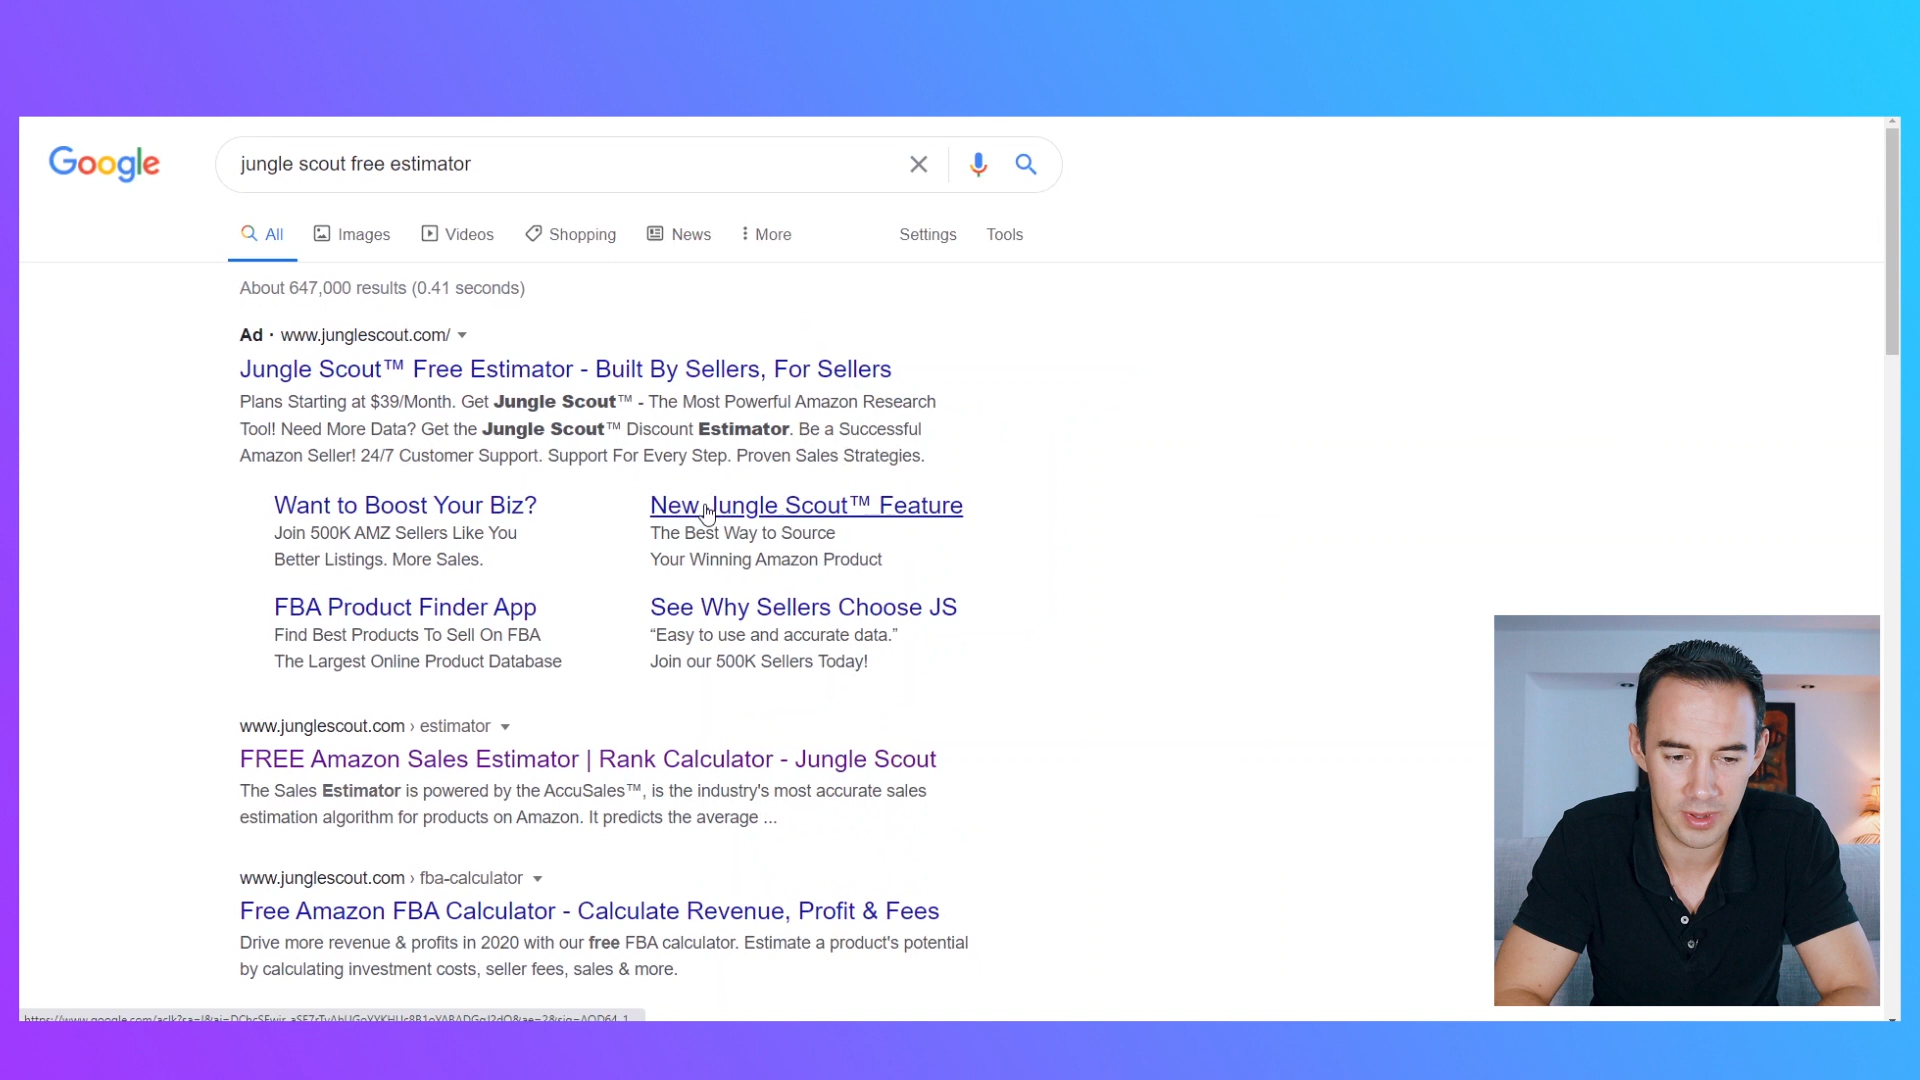 Google
jungle scout free estimator
All Images Videos Shopping News More Settings Tools
About 647,000 results (0.41 seconds)
Ad · www.junglescout.com/
Jungle Scout™ Free Estimator - Built By Sellers, For Sellers
Plans Starting at $39/Month. Get Jungle Scout™ - The Most Powerful Amazon Research
Tool! Need More Data? Get the Jungle Scout™ Discount Estimator. Be a Successful
Amazon Seller! 24/7 Customer Support. Support For Every Step. Proven Sales Strategies.
Want to Boost Your Biz?
Join 500K AMZ Sellers Like You
Better Listings. More Sales.
New Jungle Scout™ Feature
The Best Way to Source
Your Winning Amazon Product
FBA Product Finder App
Find Best Products To Sell On FBA
The Largest Online Product Database
See Why Sellers Choose JS
“Easy to use and accurate data.”
Join our 500K Sellers Today!
www.junglescout.com › estimator
FREE Amazon Sales Estimator | Rank Calculator - Jungle Scout
The Sales Estimator is powered by the AccuSales™, is the industry's most accurate sales
estimation algorithm for products on Amazon. It predicts the average ...
www.junglescout.com › fba-calculator
Free Amazon FBA Calculator - Calculate Revenue, Profit & Fees
Drive more revenue & profits in 2020 with our free FBA calculator. Estimate a product's potential
by calculating investment costs, seller fees, sales & more.